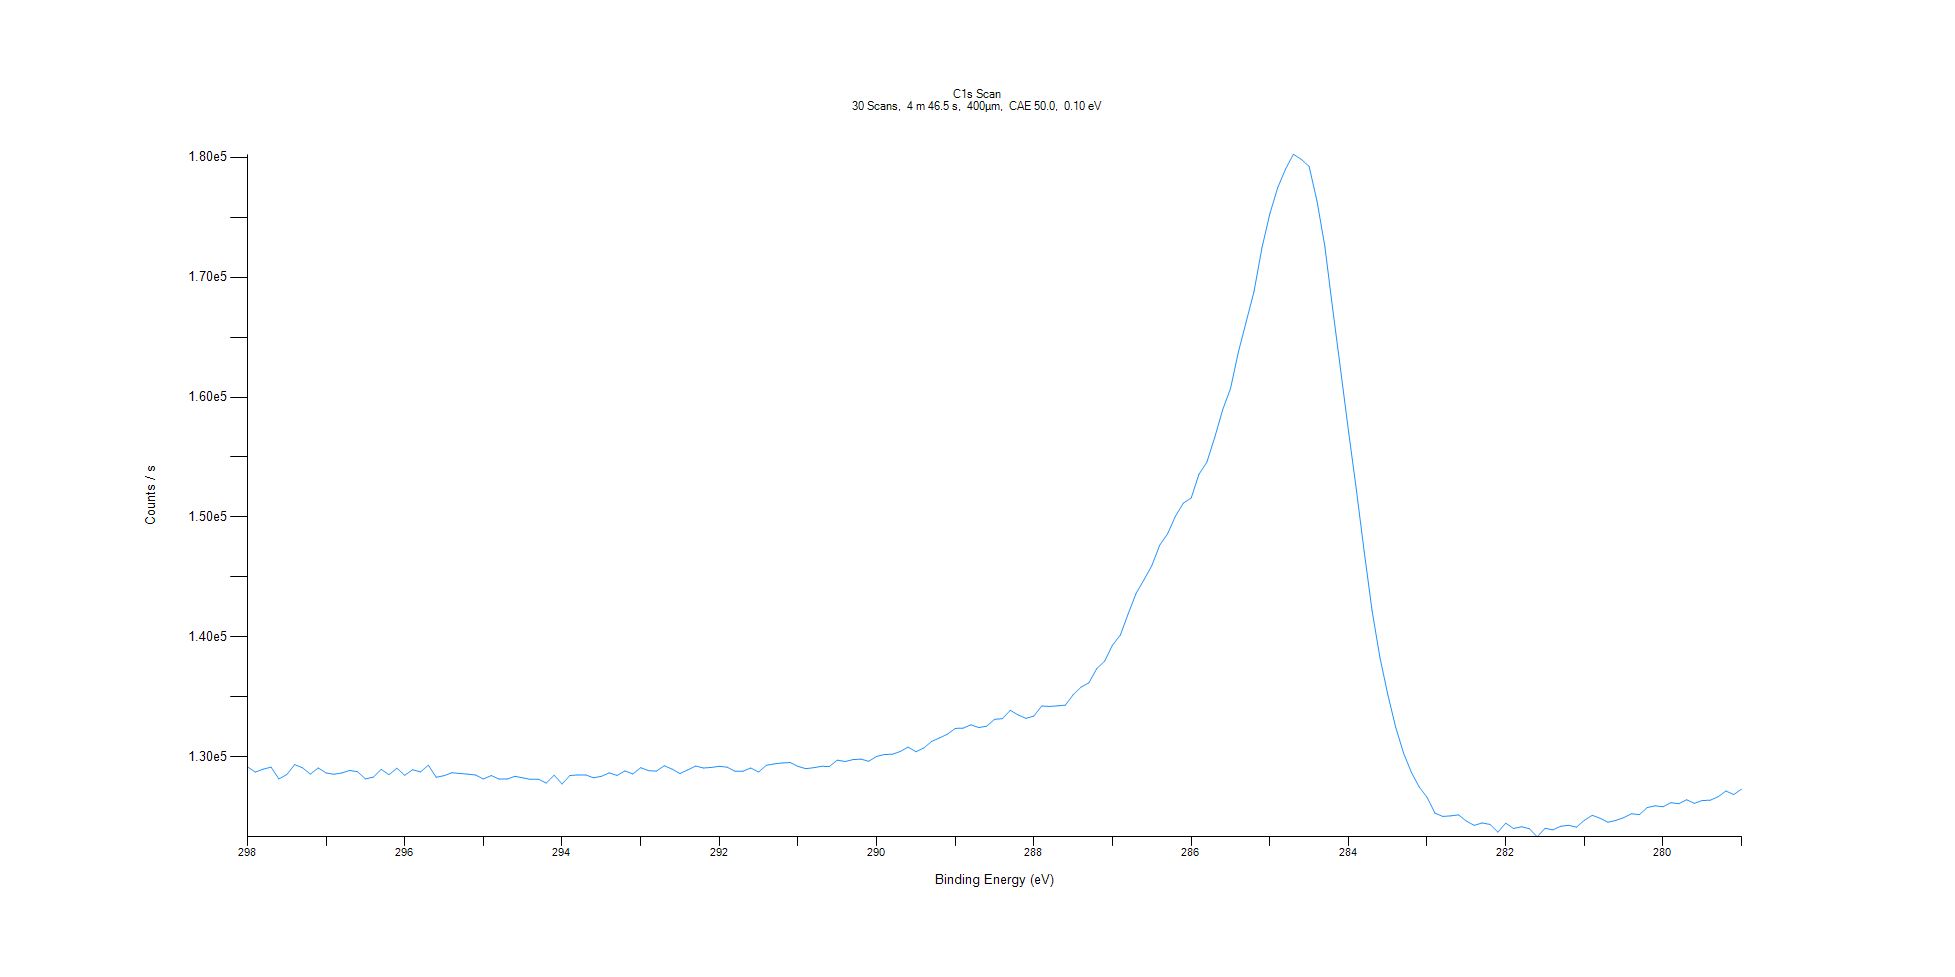 C1s Scan
30 Scans, 4 m 46.5 s, 400µm, CAE 50.0, 0.10 eV
1.80e5
1.70e5
1.60e5
1.50e5
1.40e5
1.30e5
Counts / s
298 296 294 292 290 288 286 284 282 280
Binding Energy (eV)